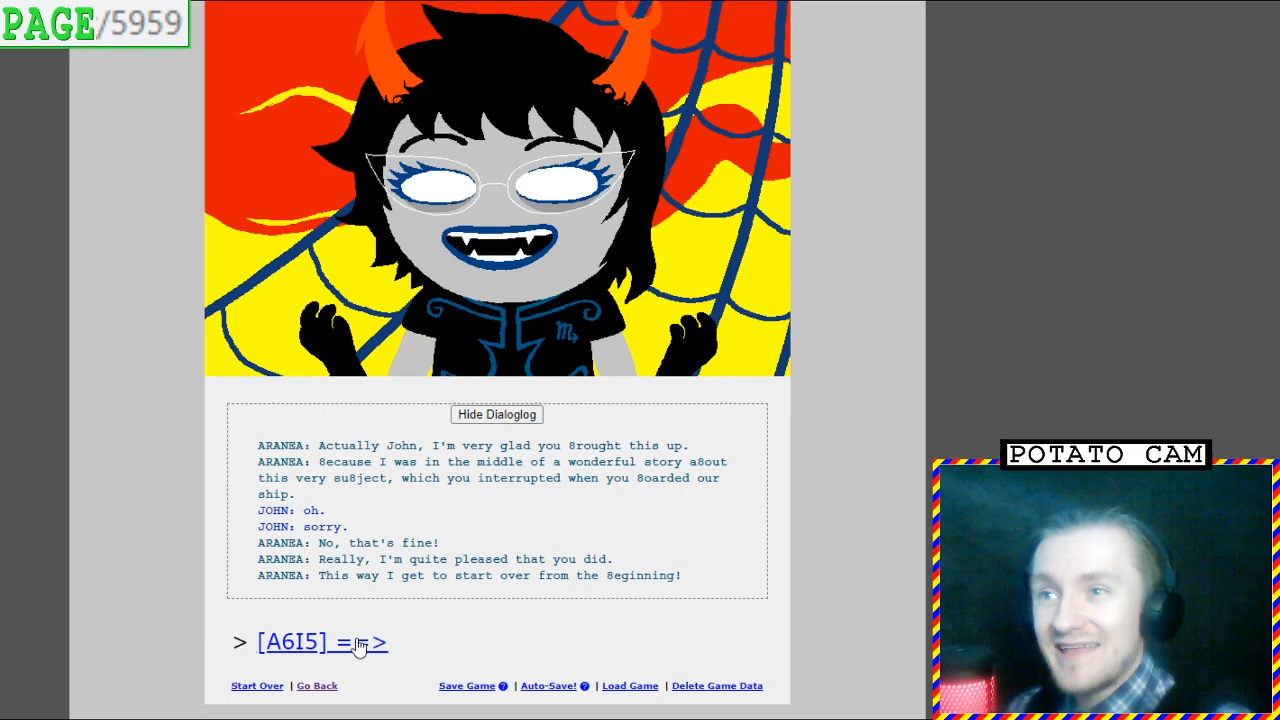 PAGE/5959
Hide Dialoglog
ARANEA: Actually John, I'm very glad you 8rought this up.
ARANEA: 8ecause I was in the middle of a wonderful story a8out
this very su8ject, which you interrupted when you 8oarded our
ship.
JOHN: oh.
JOHN: sorry.
ARANEA: No, that's fine!
ARANEA: Really, I'm quite pleased that you did.
ARANEA: This way I get to start over from the 8eginning!
POTATO CAM
> [A6I5] ==>
Start Over | Go Back Save Game ? | Auto-Save! ? | Load Game | Delete Game Data